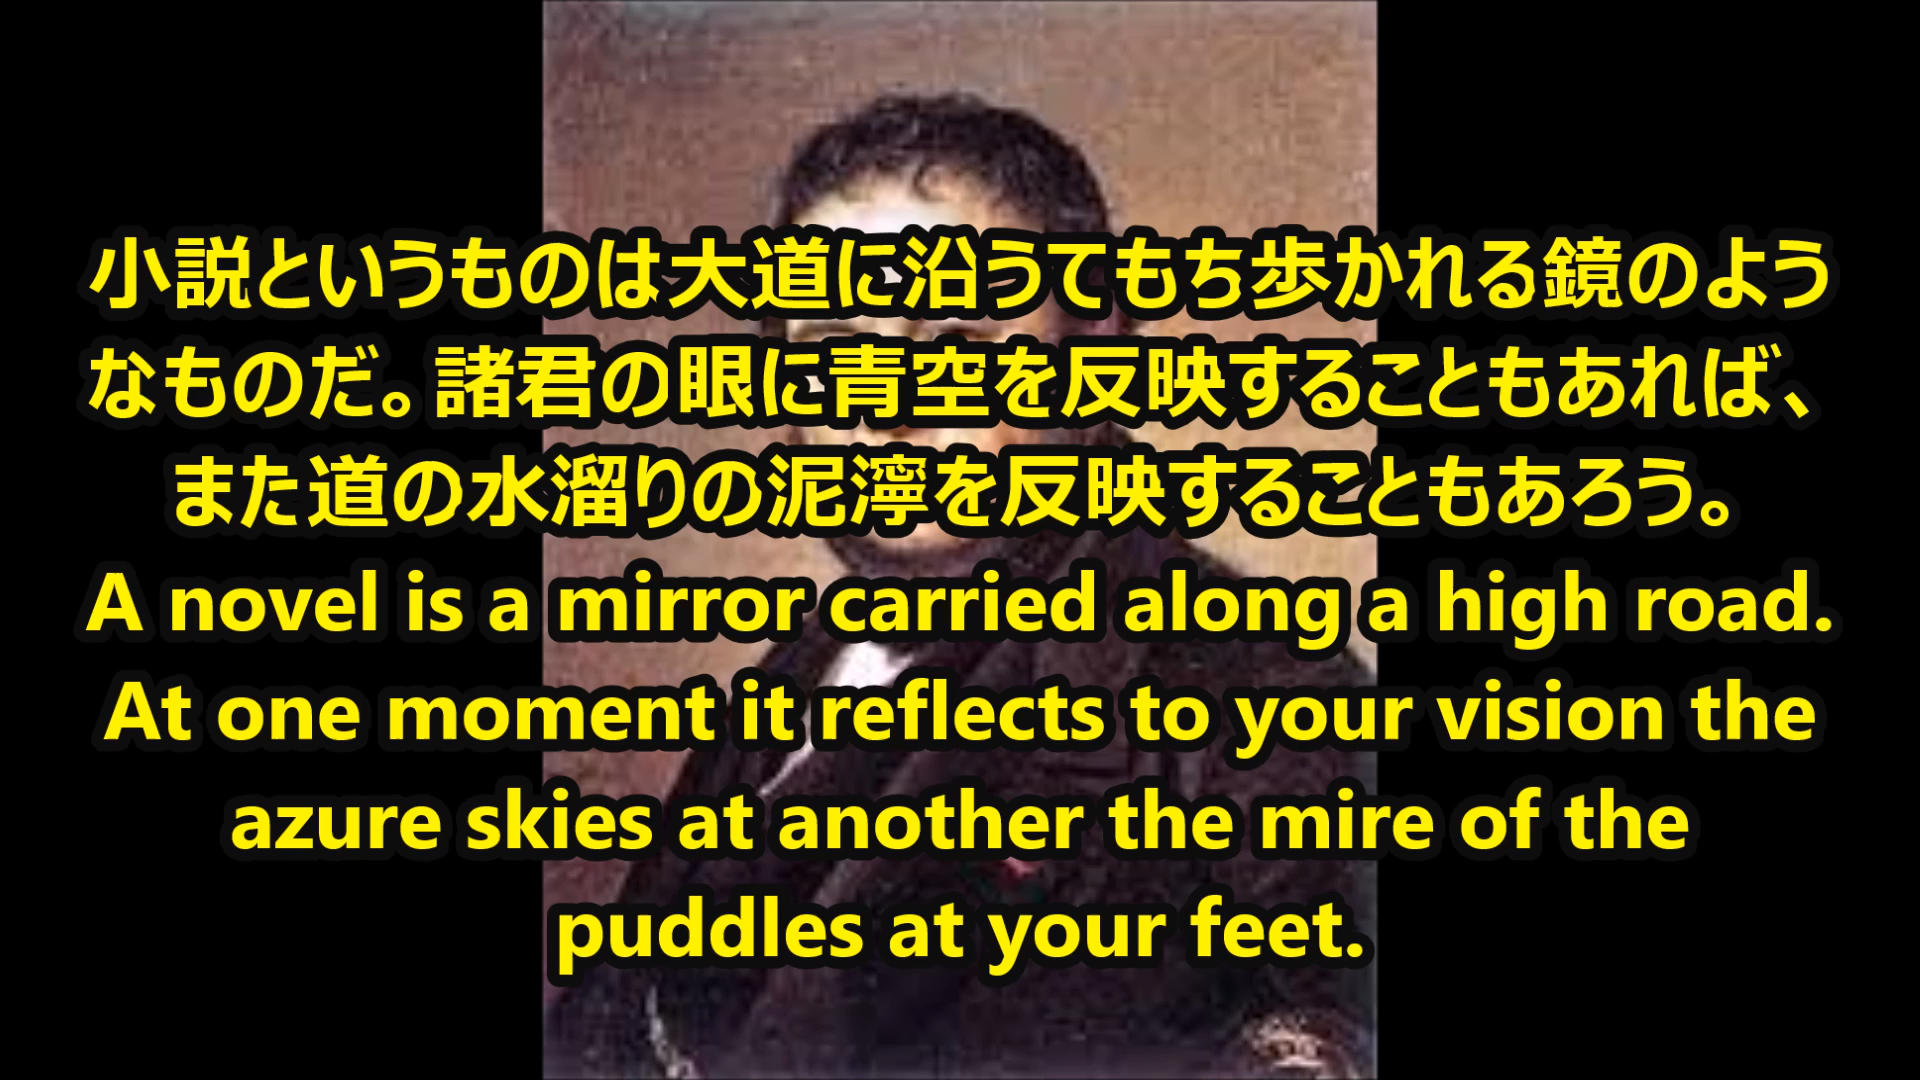 小説というものは大道に沿うてもち歩かれる鏡のよう
なものだ。諸君の眼に青空を反映することもあれば、
また道の水溜りの泥濘を反映することもあろう。
A novel is a mirror carried along a high road.
At one moment it reflects to your vision the
azure skies at another the mire of the
puddles at your feet.